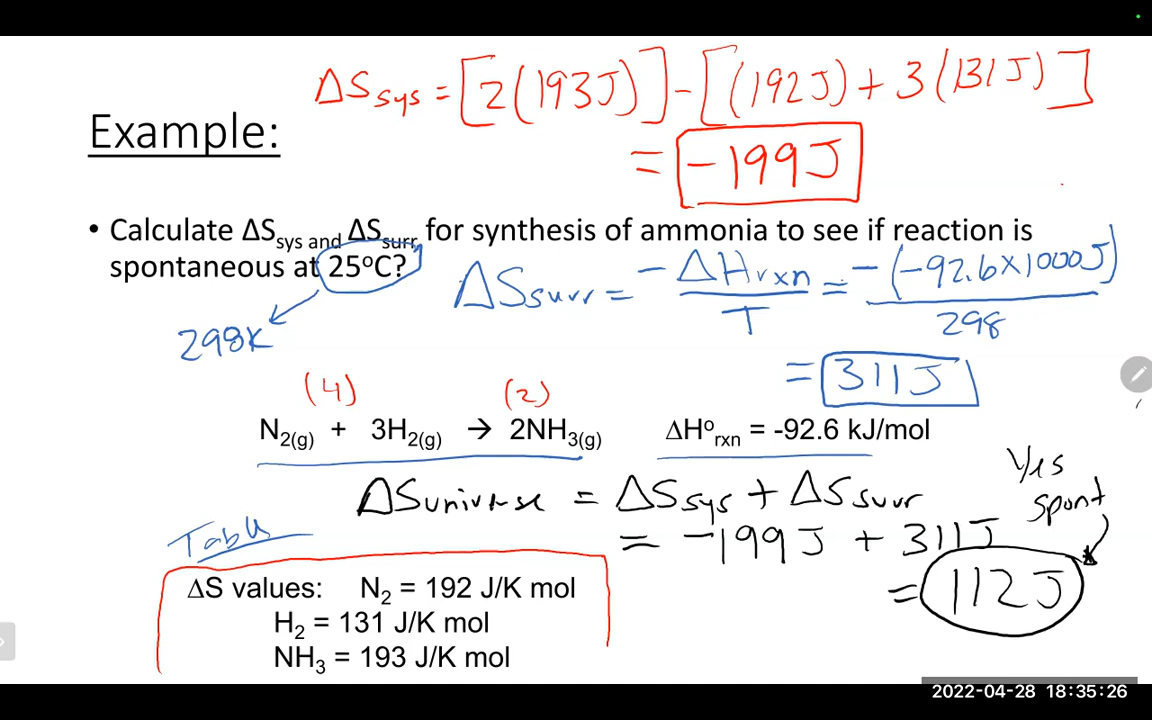 ΔSsys = [2(193J)] - [(192J) + 3(131J)]
Example:
= -199J
• Calculate ΔSsys and ΔSsurr for synthesis of ammonia to see if reaction is
spontaneous at 25°C?
ΔSsurr = -ΔHrxn / T = -(-92.6x1000J) / 298
298K
= 311J
(4) (2)
N2(g) + 3H2(g) → 2NH3(g) ΔH°rxn = -92.6 kJ/mol
Yes
spont
ΔSuniverse = ΔSsys + ΔSsurr
= -199J + 311J
= 112J
Table
ΔS values: N2 = 192 J/K mol
H2 = 131 J/K mol
NH3 = 193 J/K mol
2022-04-28 18:35:26